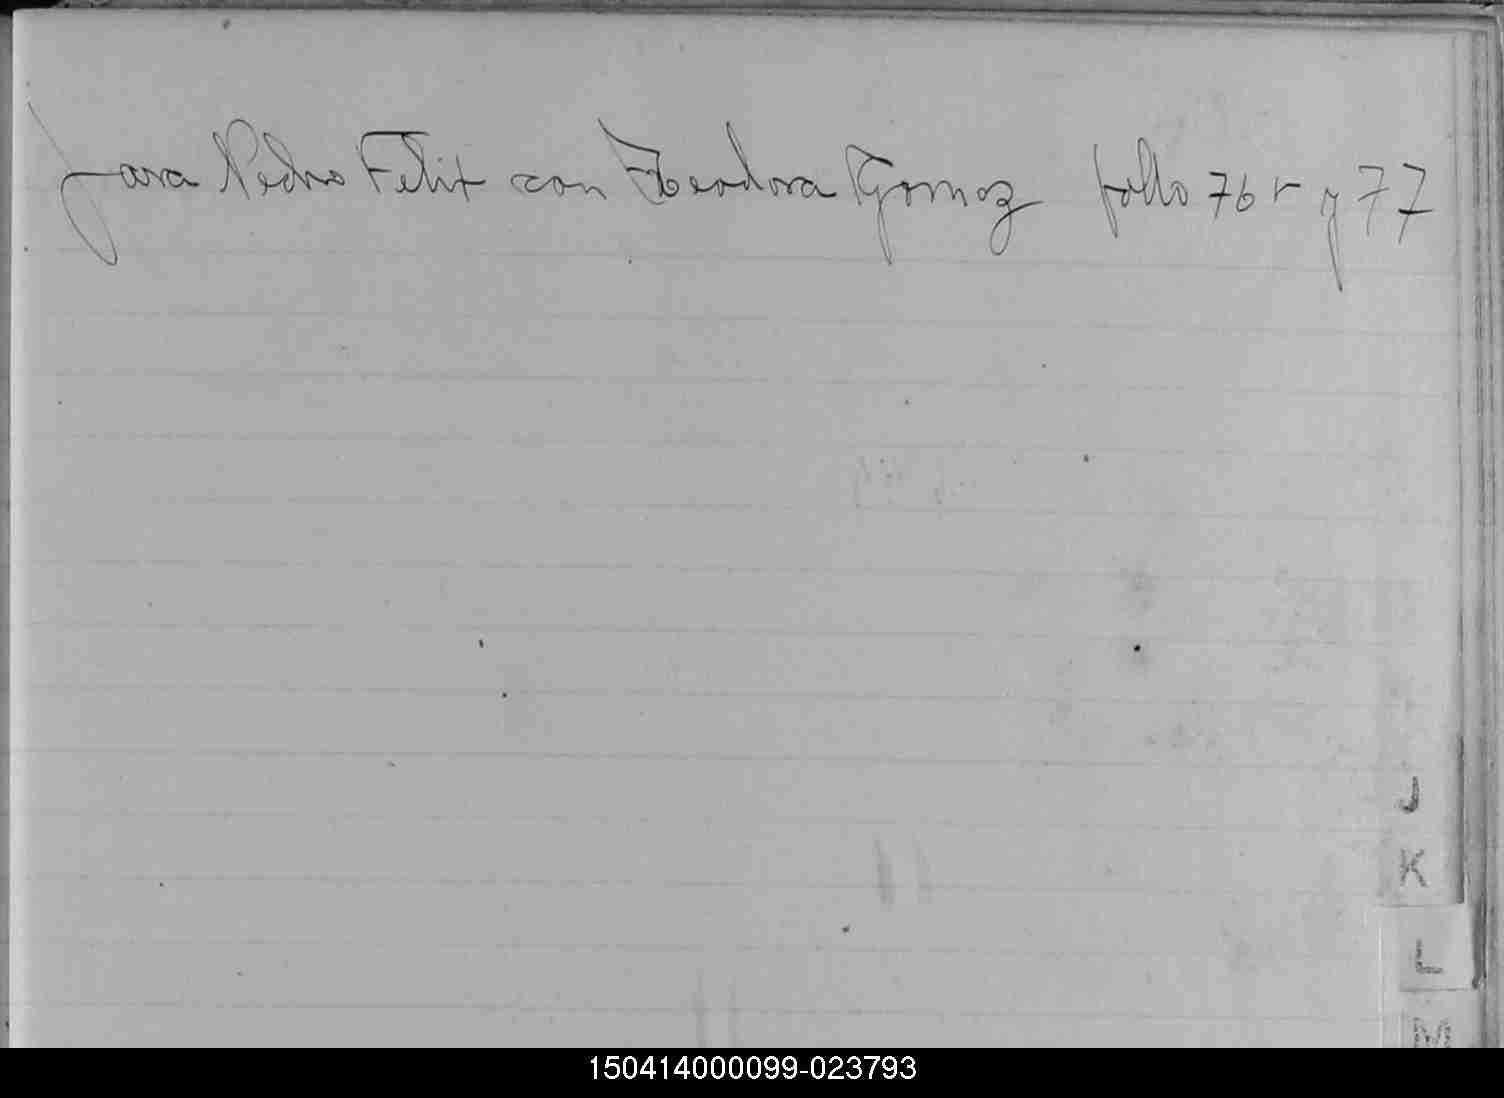 Jara Pedro Felix con Teodora Gomez folio 76 r y 77
J
K
L
M
150414000099-023793